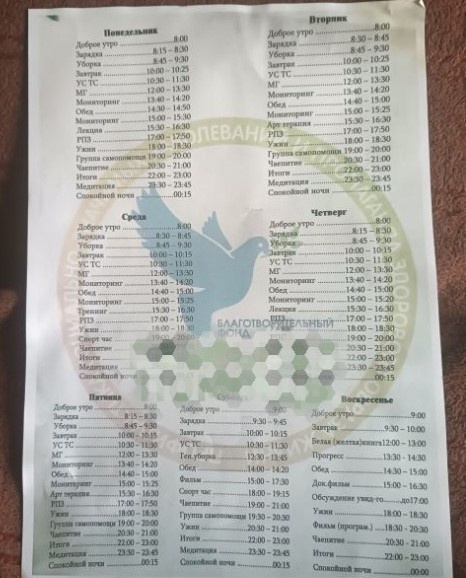 Понедельник
Доброе утро 8:00
Зарядка 8:15 – 8:30
Уборка 8:45 – 9:30
Завтрак 10:00 – 10:25
УС ТС 10:30 – 11:30
МГ 12:00 – 13:30
Мониторинг 13:40 – 14:20
Обед 14:30 – 14:50
Мониторинг 15:00 – 15:30
Лекция 15:30 – 16:30
РПЗ 17:00 – 17:50
Ужин 18:00 – 18:30
Группа самопомощи 19:00 – 20:00
Чаепитие 20:30 – 21:00
Итоги 22:00 – 23:00
Медитация 23:30 – 23:45
Спокойной ночи 00:15
Вторник
Доброе утро 8:00
Зарядка 8:30 – 8:45
Уборка 8:45 – 9:30
Завтрак 10:00 – 10:25
УС ТС 10:30 – 11:30
МГ 12:00 – 13:30
Мониторинг 13:40 – 14:20
Обед 14:00 – 15:00
Мониторинг 15:00 – 15:25
Арт терапия 15:30 – 16:30
РПЗ 17:00 – 17:50
Ужин 18:00 – 18:30
Группа самопомощи 19:00 – 20:00
Чаепитие 20:30 – 21:00
Итоги 22:00 – 23:00
Медитация 23:30 – 23:45
Спокойной ночи 00:15
Среда
Доброе утро 8:00
Зарядка 8:30 – 8:45
Уборка 8:45 – 9:30
Завтрак 10:00 – 10:15
УС ТС 10:30 – 11:30
МГ 12:00 – 13:30
Мониторинг 13:40 – 14:20
Обед 14:00 – 15:00
Мониторинг 15:00 – 15:25
Тренинг 15:30 – 16:30
РПЗ 17:00 – 17:50
Ужин 18:00 – 18:30
Спорт час 19:00 – 20:00
Чаепитие
Итоги
Медитация
Спокойной ночи
Четверг
Доброе утро 8:00
Зарядка 8:15 – 8:30
Уборка 8:45 – 9:30
Завтрак 10:00 – 10:15
УС ТС 10:30 – 11:30
МГ 12:00 – 13:30
Мониторинг 13:40 – 14:20
Обед 14:00 – 15:00
Мониторинг 15:00 – 15:20
Лекция 15:30 – 16:30
РПЗ 17:00 – 17:50
18:00 – 18:30
19:00 – 20:00
20:30 – 21:00
22:00 – 23:00
23:30 – 23:45
00:15
БЛАГОТВОРИТЕЛЬНЫЙ
ФОНД
Пятница
Доброе утро 8:00
Зарядка 8:15 – 8:30
Уборка 8:45 – 9:30
Завтрак 10:00 – 10:15
УС ТС 10:30 – 11:30
МГ 12:00 – 13:30
Мониторинг 13:40 – 14:20
Обед 14:40 – 15:00
Мониторинг 15:00 – 15:25
Арт терапия 15:30 – 16:30
РПЗ 17:00 – 17:50
Ужин 18:00 – 18:30
Группа самопомощи 19:00 – 20:00
Чаепитие 20:30 – 21:00
Итоги 22:00 – 23:00
Медитация 23:30 – 23:45
Спокойной ночи 00:15
Доброе утро 9:00
Зарядка 9:30 – 9:45
Завтрак 10:00 – 10:15
УС ТС 10:30 – 11:30
Ген.уборка 12:30 – 13:45
Обед 14:00 – 14:20
Фильм 15:00 – 17:30
Спорт час 18:00 – 19:15
Чаепитие 19:00 – 21:00
Группа самопомощи 19:30 – 20:30
Ужин 20:30 – 21:00
Итоги 22:00 – 23:00
Медитация 23:30 – 23:50
Спокойной ночи 00:00
Воскресенье
Доброе утро 9:00
Завтрак 9:30 – 10:00
Белая (желтая)книга 12:00 – 13:00
Прогресс 13:30 – 14:30
Обед 14:30 – 15:00
Док.фильм 15:00 – 16:30
Обсуждение увид-го до 17:00
Ужин 18:00 – 18:30
Фильм (програм.) 18:30 – 20:30
Чаепитие 20:30 – 21:00
Итоги 22:00 – 23:00
Спокойной ночи 00:00